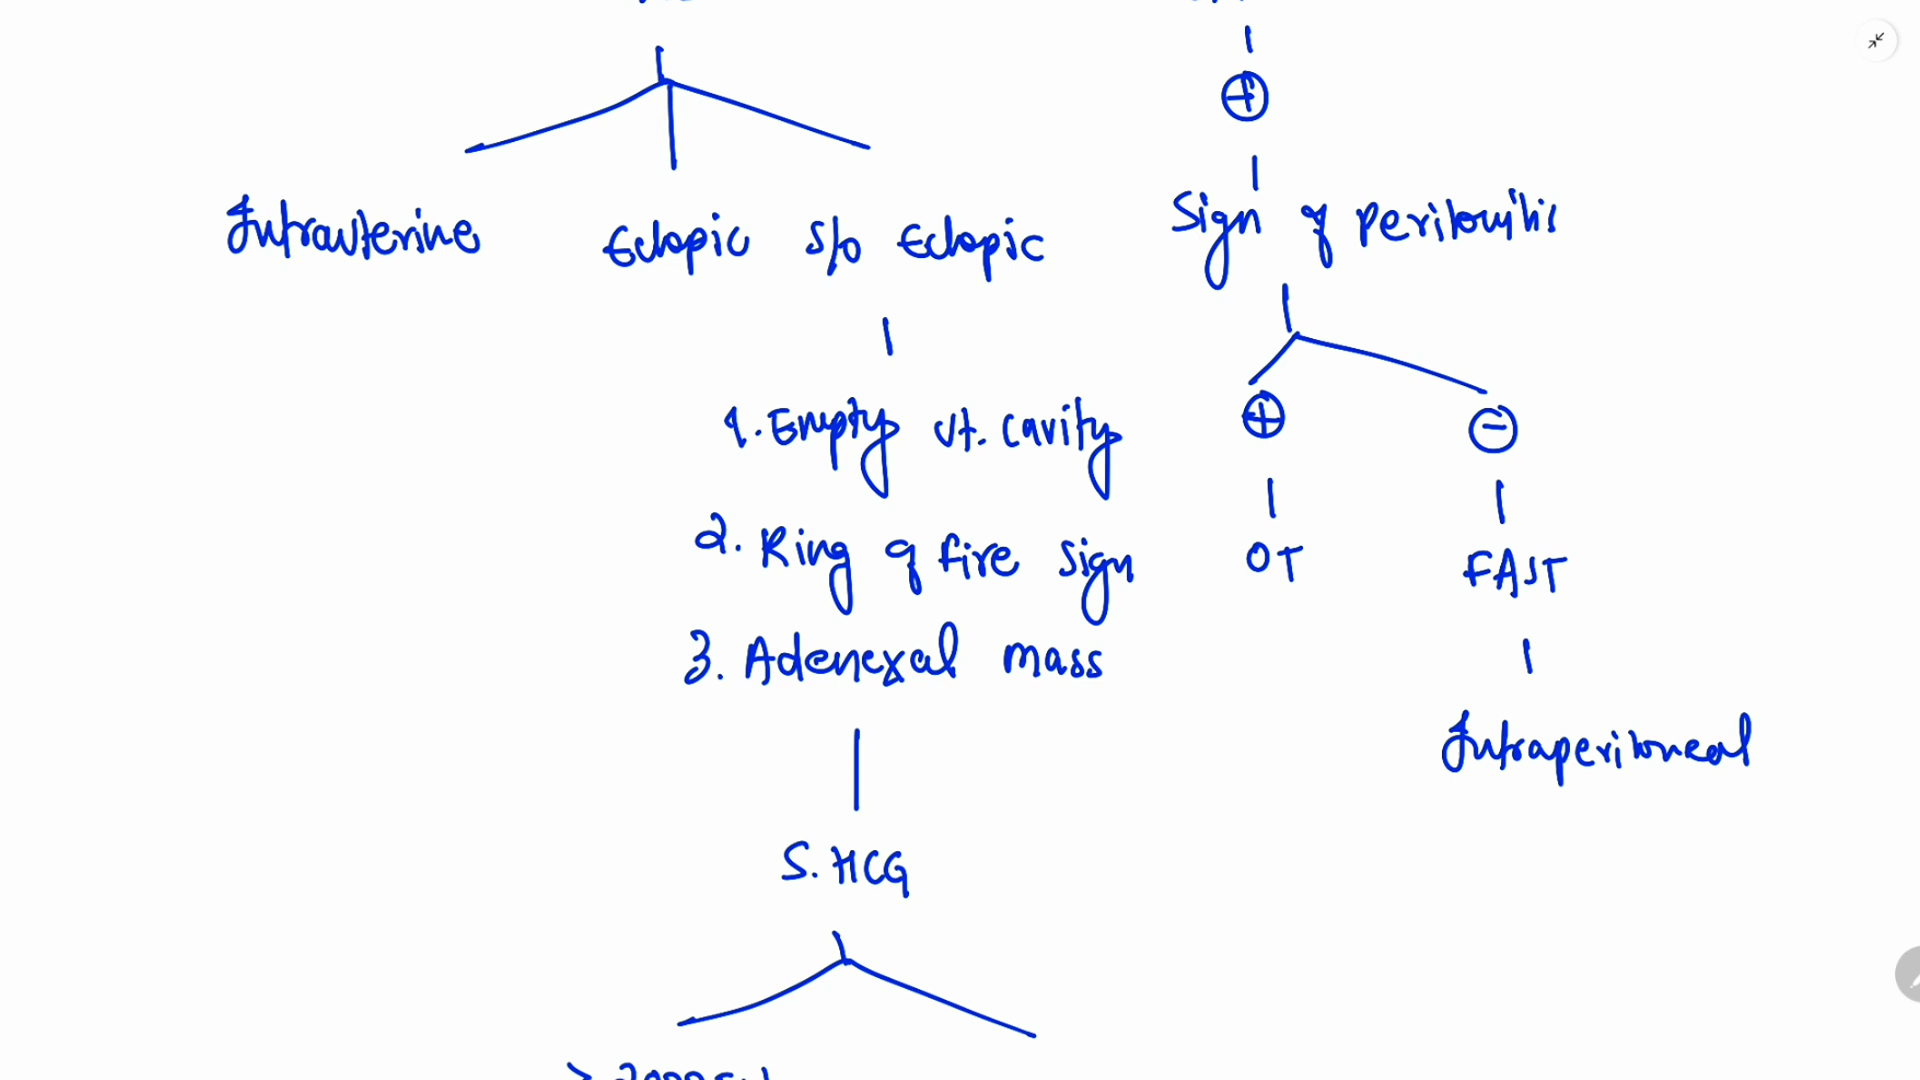 Intrauterine
Ectopic
S/o Ectopic
1. Empty Ut. cavity
2. Ring of fire sign
3. Adenexal mass
S. HCG
+
Sign of peritonitis
+
−
OT
FAST
Intraperitoneal